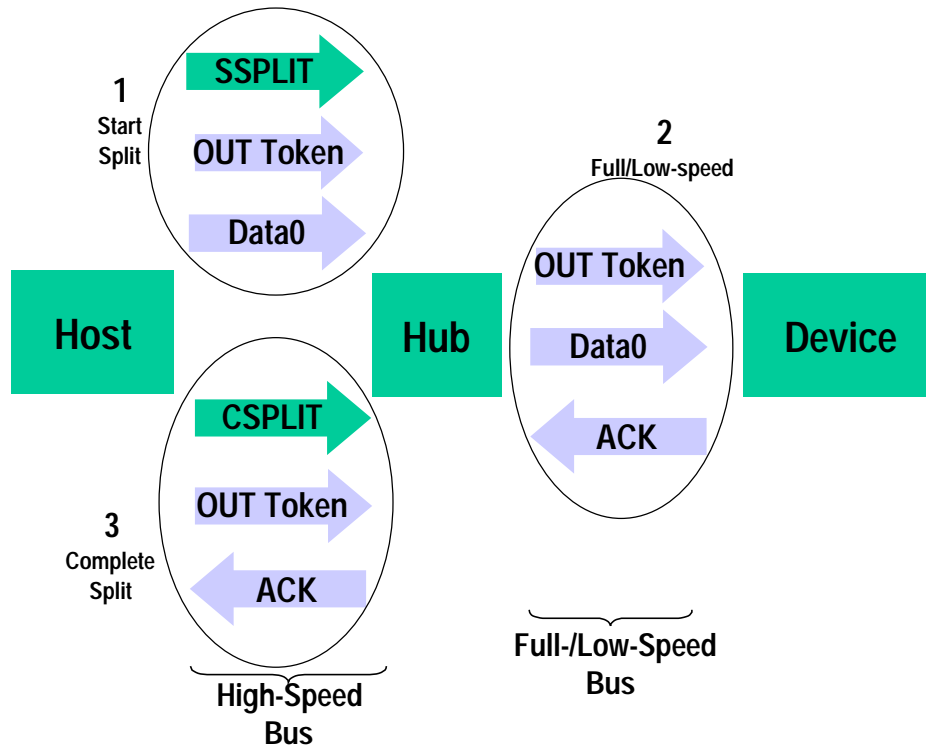 SSPLIT
1
Start
Split
OUT Token
Data0
2
Full/Low-speed
OUT Token
Data0
ACK
Host
Hub
Device
CSPLIT
OUT Token
ACK
3
Complete
Split
High-Speed
Bus
Full-/Low-Speed
Bus